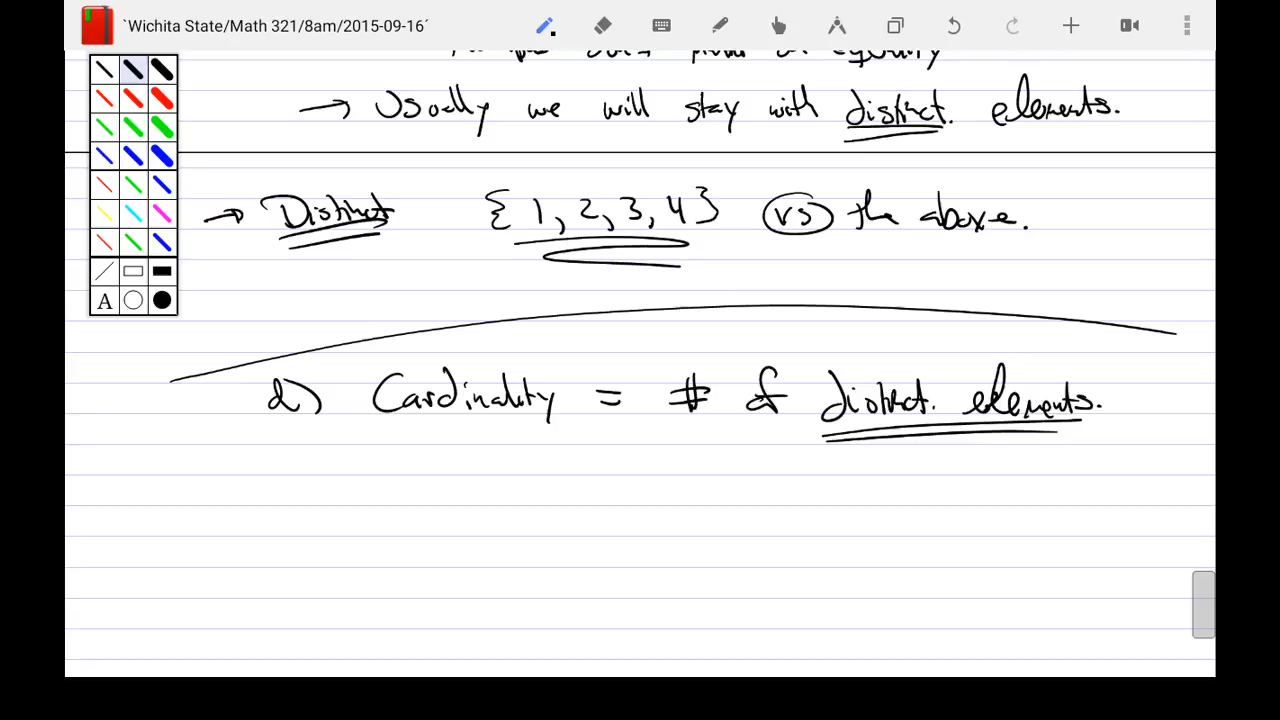 `Wichita State/Math 321/8am/2015-09-16´
→ Usually we will stay with distinct. elements.
→ Distinct {1, 2, 3, 4} vs the above.
d) Cardinality = # of distinct. elements.
A